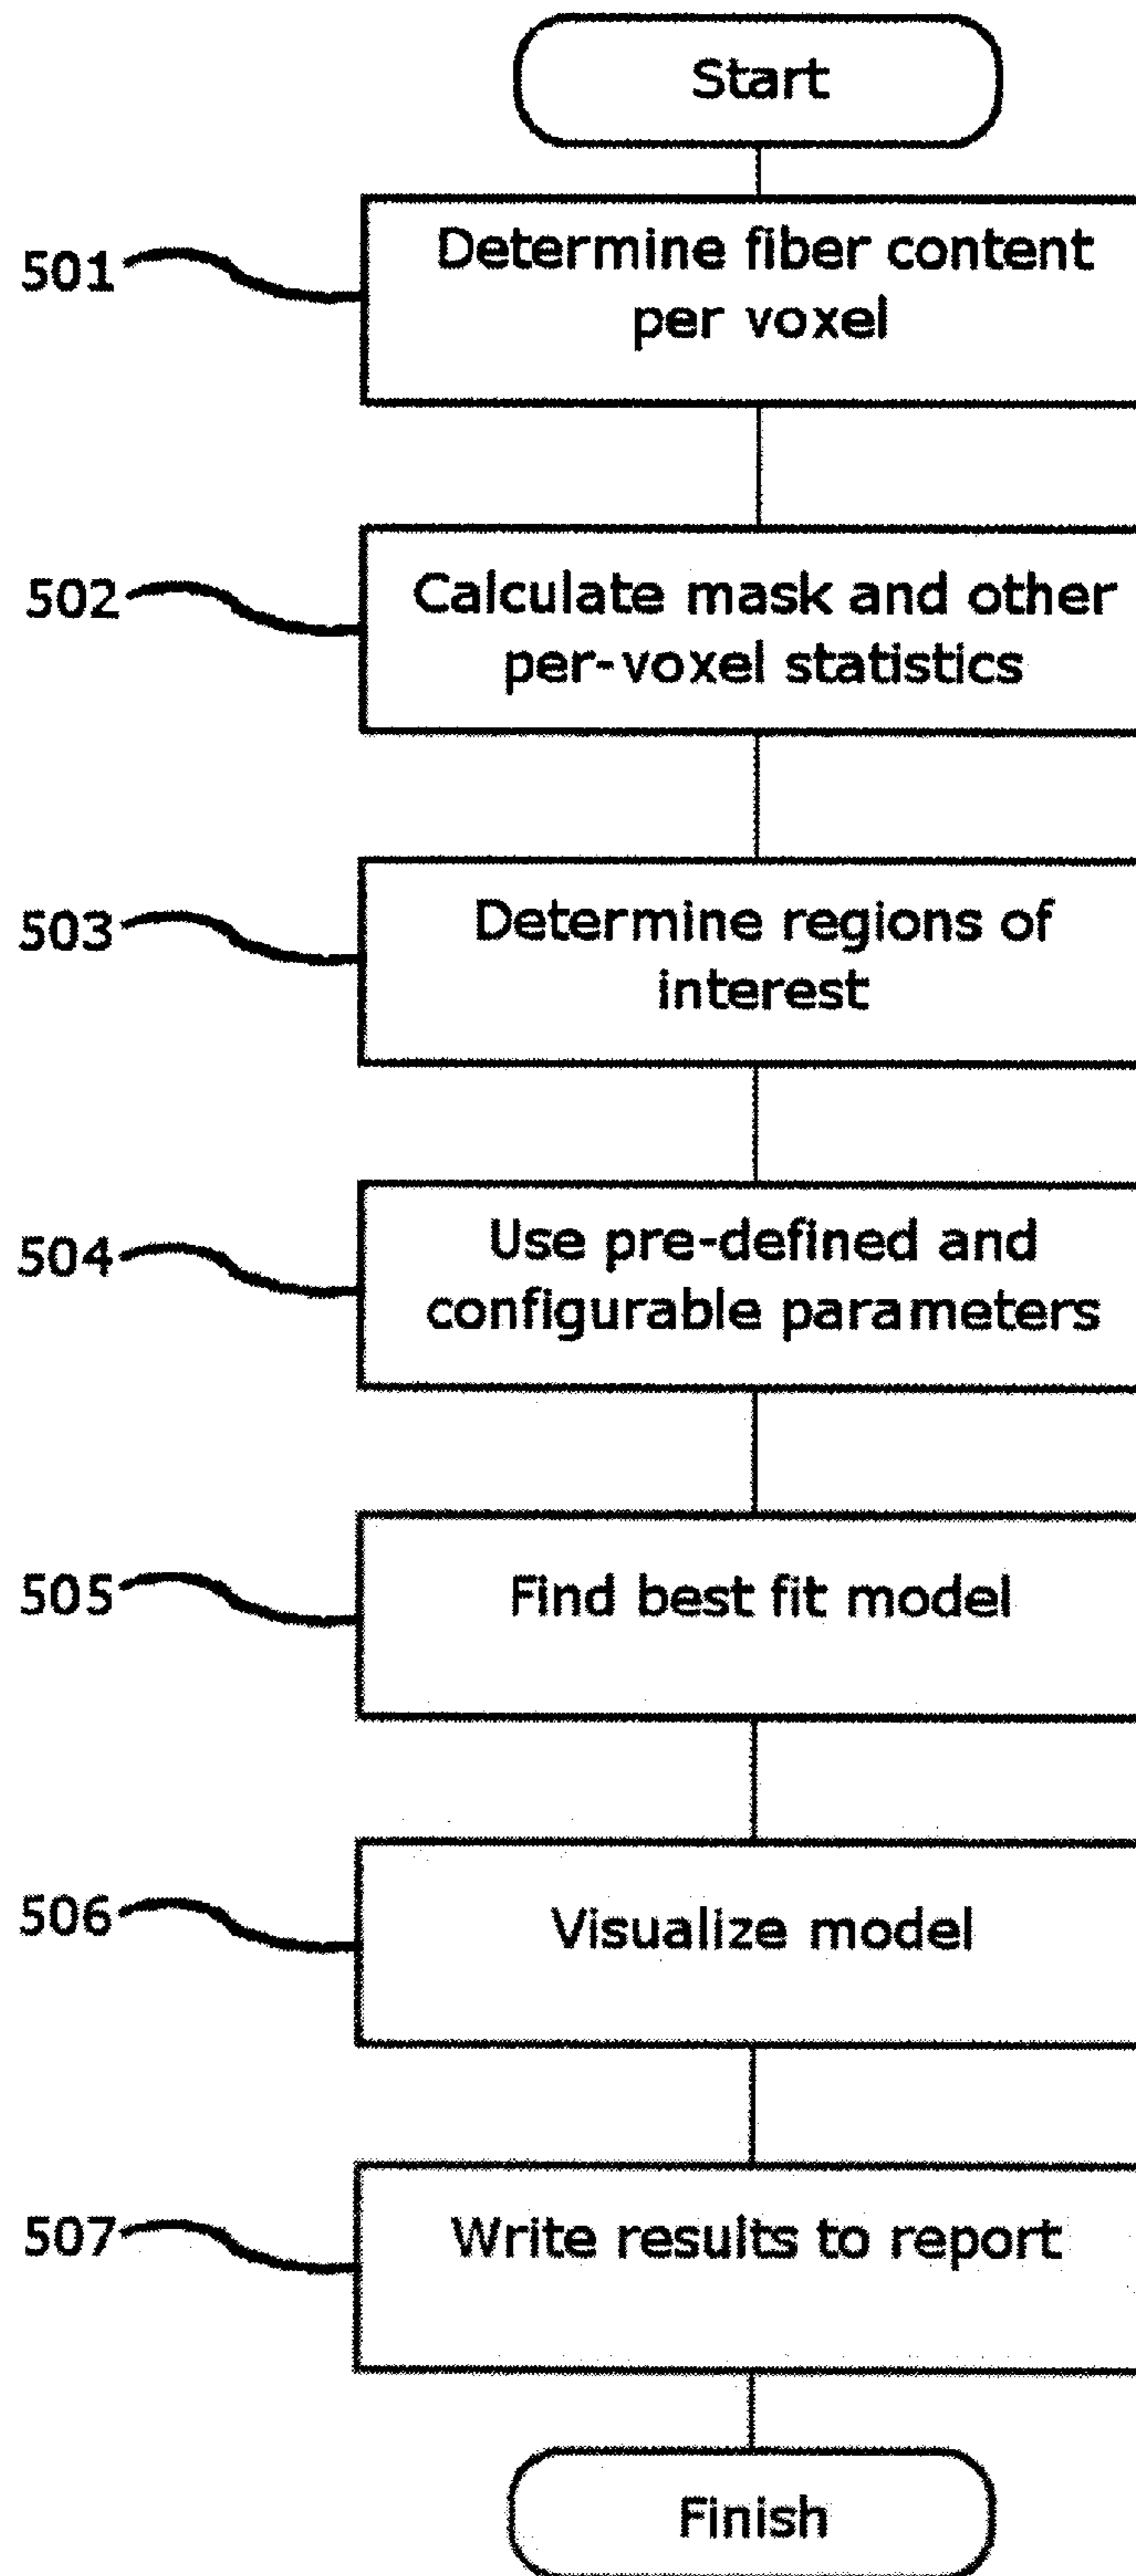 Start
501
Determine fiber content
per voxel
502
Calculate mask and other
per-voxel statistics
503
Determine regions of
interest
504
Use pre-defined and
configurable parameters
505
Find best fit model
506
Visualize model
507
Write results to report
Finish